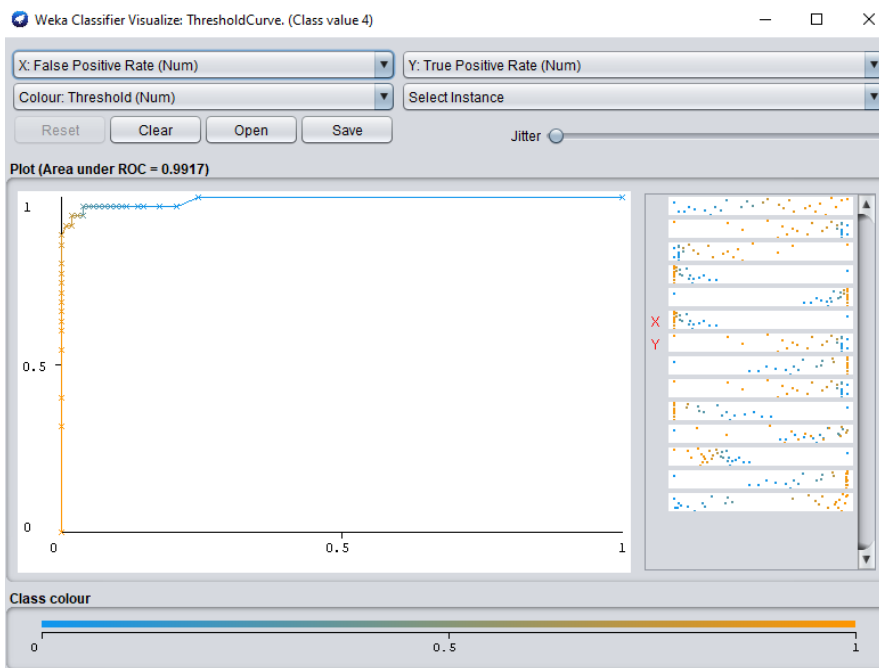 Weka Classifier Visualize: ThresholdCurve. (Class value 4)
X: False Positive Rate (Num) Y: True Positive Rate (Num)
Colour: Threshold (Num) Select Instance
Reset Clear Open Save Jitter
Plot (Area under ROC = 0.9917)
1
0.5
0
0 0.5 1
X
Y
Class colour
0 0.5 1